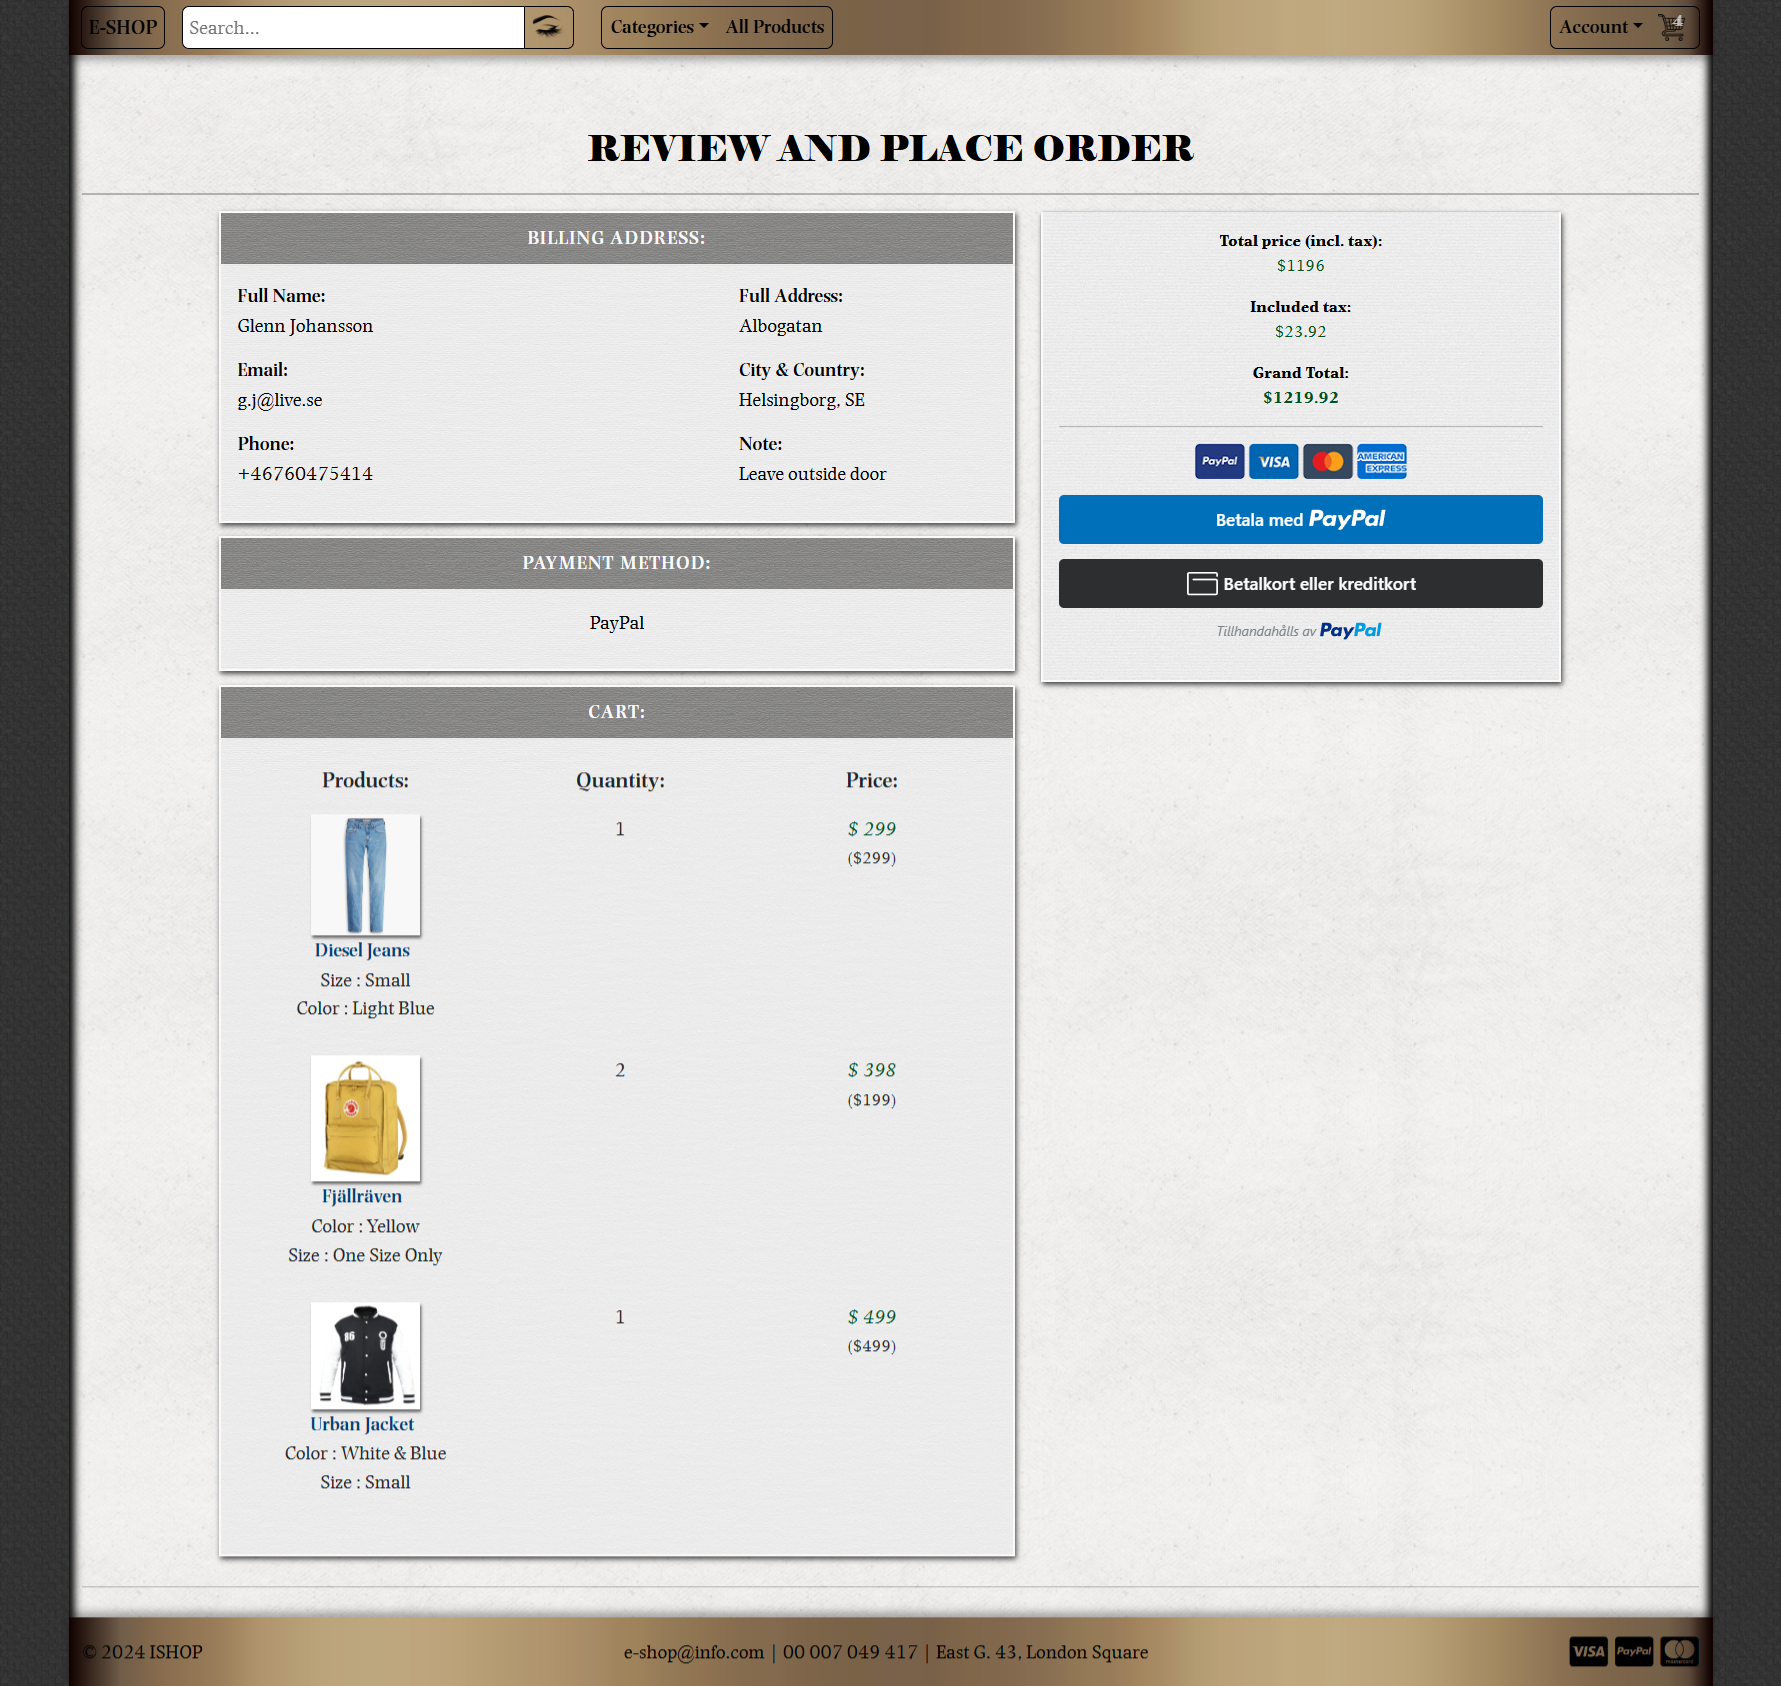 E-SHOP
Search...
Categories
All Products
Account
4
REVIEW AND PLACE ORDER
BILLING ADDRESS:
Full Name:
Glenn Johansson
Full Address:
Albogatan
Email:
g.j@live.se
City & Country:
Helsingborg, SE
Phone:
+46760475414
Note:
Leave outside door
PAYMENT METHOD:
PayPal
CART:
Products:
Quantity:
Price:
1
$ 299
($299)
Diesel Jeans
Size : Small
Color : Light Blue
2
$ 398
($199)
Fjällräven
Color : Yellow
Size : One Size Only
86
1
$ 499
($499)
Urban Jacket
Color : White & Blue
Size : Small
Total price (incl. tax):
$1196
Included tax:
$23.92
Grand Total:
$1219.92
PayPal
VISA
AMERICAN EXPRESS
Betala med PayPal
Betalkort eller kreditkort
Tillhandahålls av PayPal
© 2024 ISHOP
e-shop@info.com | 00 007 049 417 | East G. 43, London Square
VISA
PayPal
mastercard